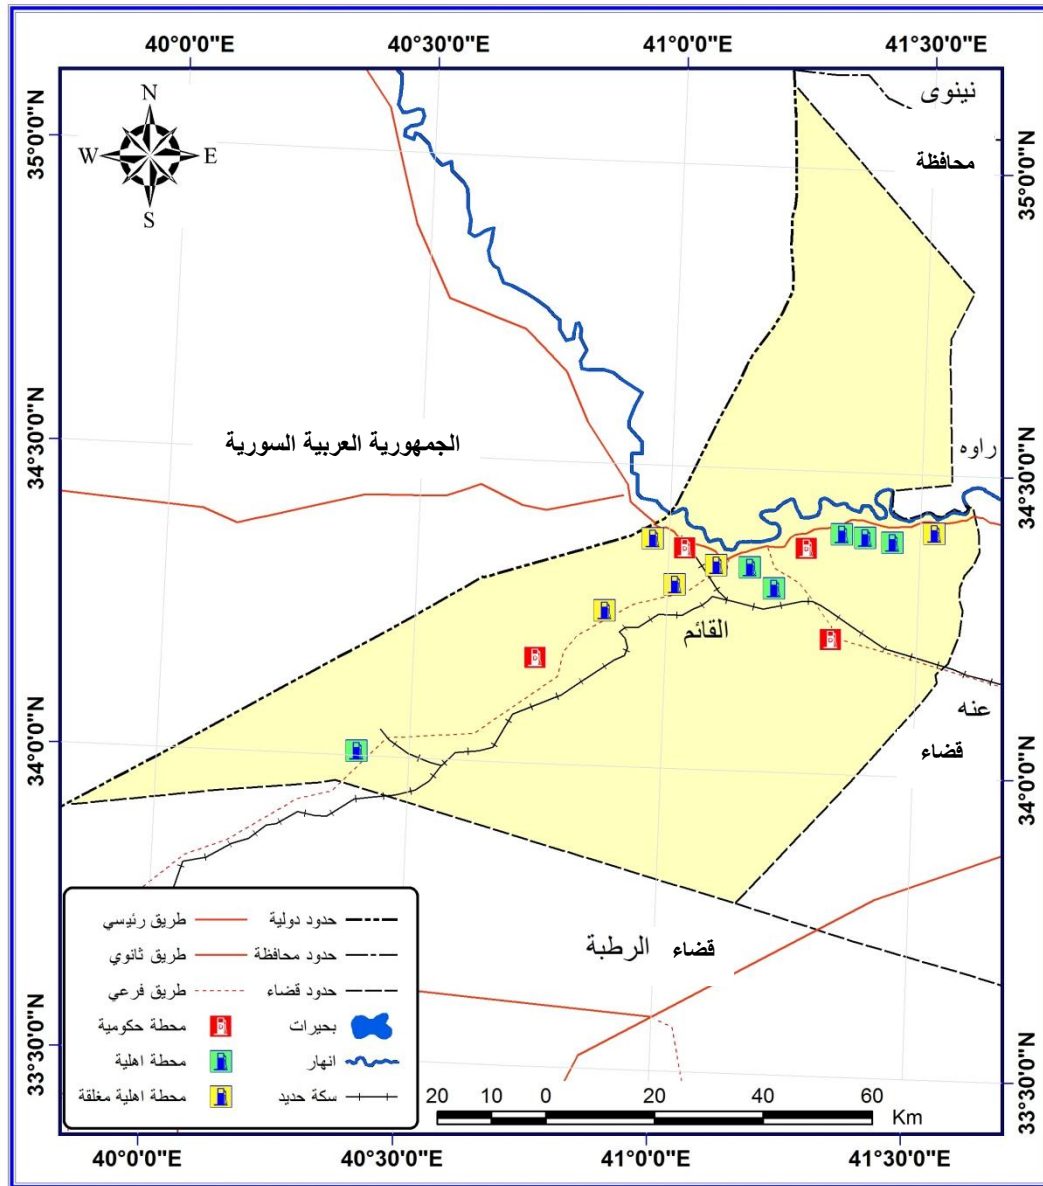 40°0'0"E 40°30'0"E 41°0'0"E 41°30'0"E
N
W E
S
35°0'0"N
34°30'0"N
34°0'0"N
33°30'0"N
35°0'0"N
34°30'0"N
34°0'0"N
33°30'0"N
نينوى
محافظة
الجمهورية العربية السورية
راوه
القائم
عنه
قضاء
قضاء الرطبة
حدود دولية
حدود محافظة
حدود قضاء
بحيرات
انهار
سكة حديد
طريق رئيسي
طريق ثانوي
طريق فرعي
محطة حكومية
محطة اهلية
محطة اهلية مغلقة
20 10 0 20 40 60
Km
40°0'0"E 40°30'0"E 41°0'0"E 41°30'0"E